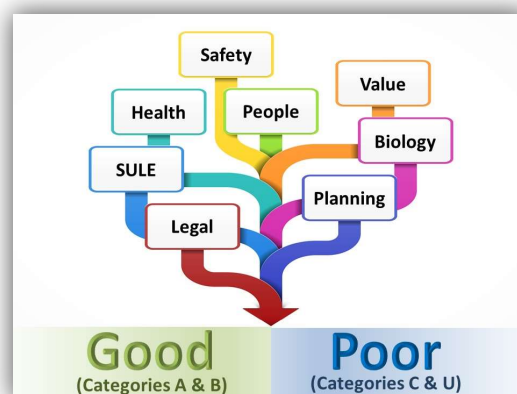 Safety
Value
Health
People
Biology
SULE
Planning
Legal
Good
(Categories A & B)
Poor
(Categories C & U)